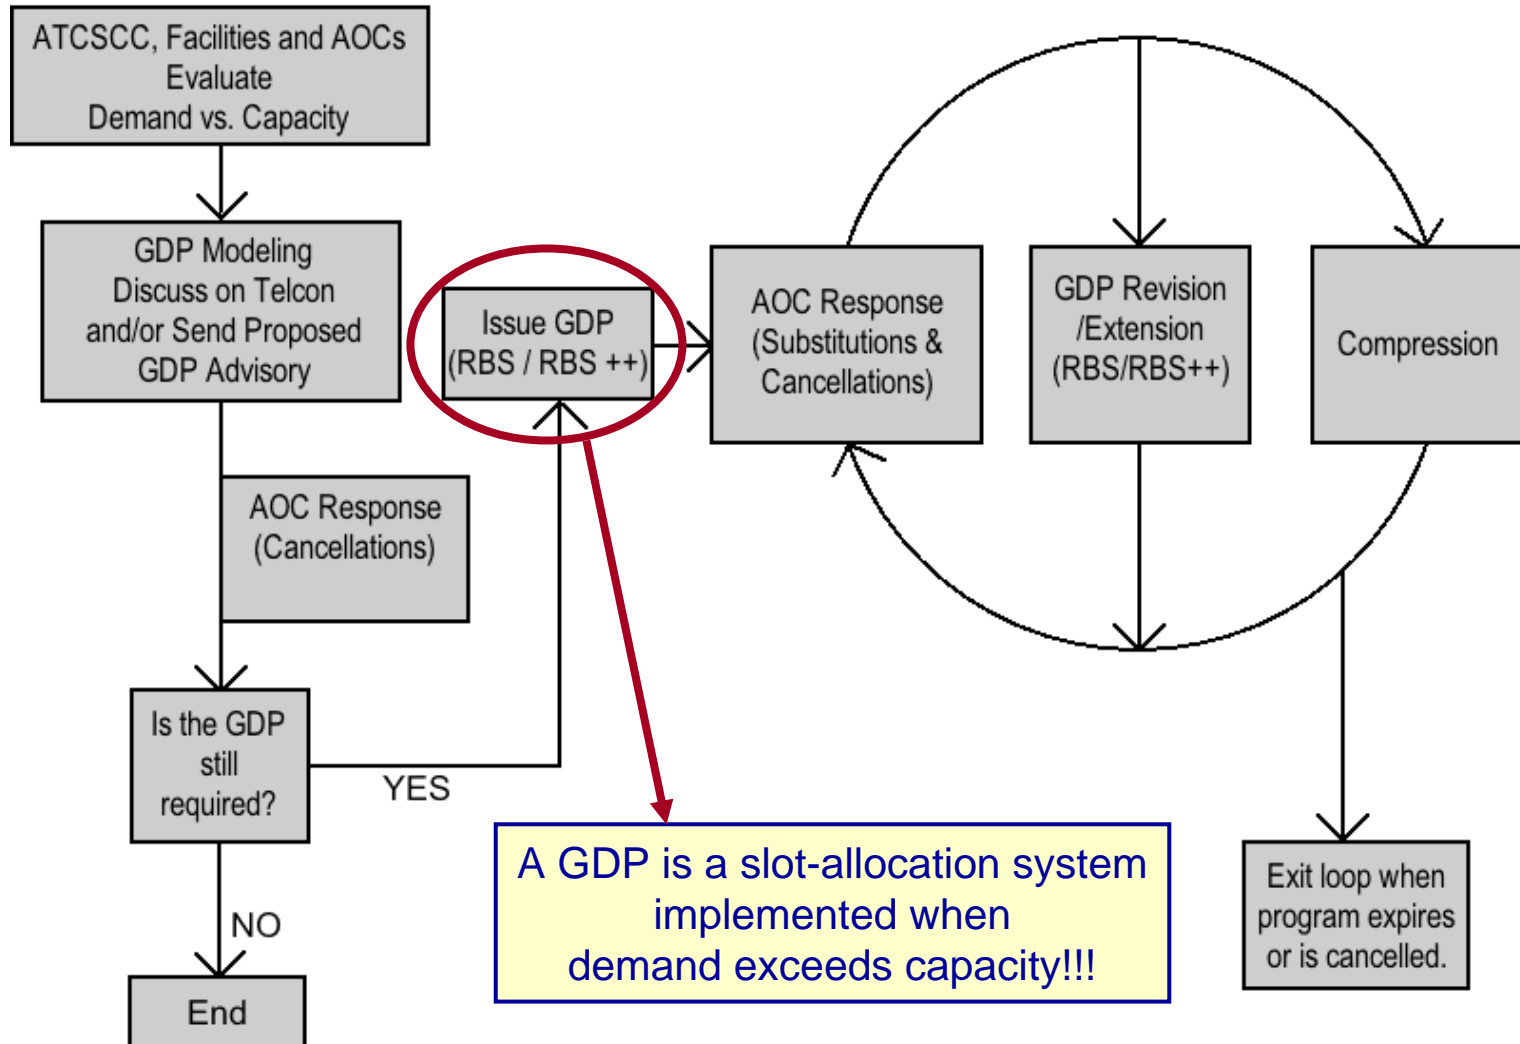 ATCSCC, Facilities and AOCs
Evaluate
Demand vs. Capacity
GDP Modeling
Discuss on Telcon
and/or Send Proposed
GDP Advisory
AOC Response
(Cancellations)
Is the GDP
still
required?
YES
NO
End
Issue GDP
(RBS / RBS ++)
AOC Response
(Substitutions &
Cancellations)
GDP Revision
/Extension
(RBS/RBS++)
Compression
Exit loop when
program expires
or is cancelled.
A GDP is a slot-allocation system
implemented when
demand exceeds capacity!!!